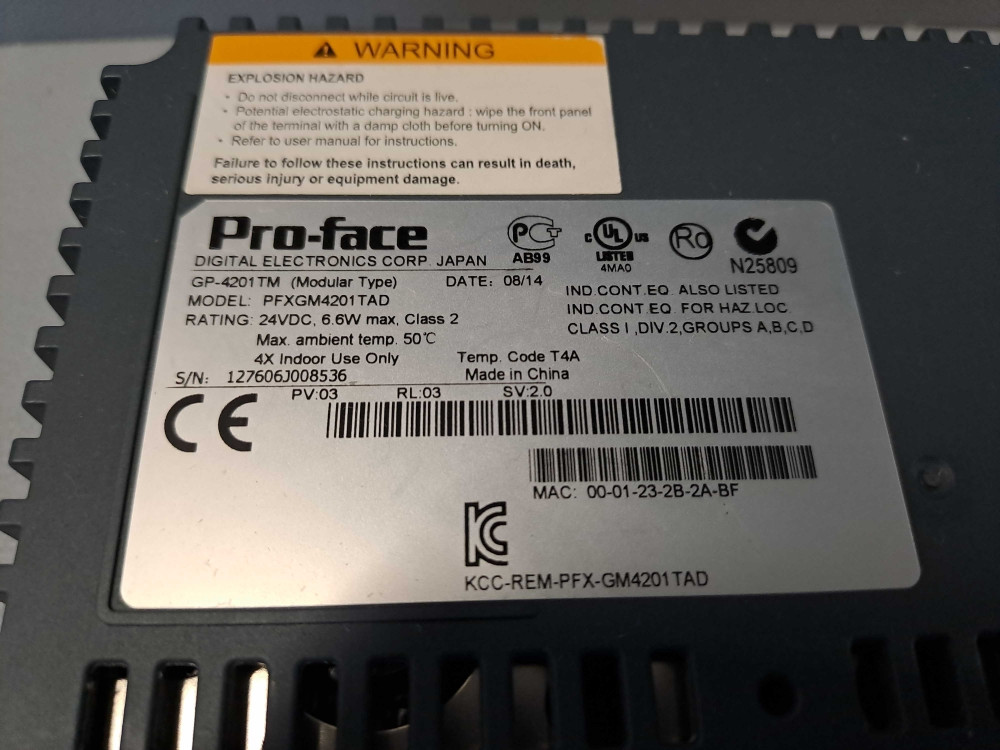 WARNING
EXPLOSION HAZARD
- Do not disconnect while circuit is live.
- Potential electrostatic charging hazard : wipe the front panel
of the terminal with a damp cloth before turning ON.
- Refer to user manual for instructions.
Failure to follow these instructions can result in death,
serious injury or equipment damage.
Pro-face
DIGITAL ELECTRONICS CORP. JAPAN
PCT
AB99
C UL US
LISTED
4MA0
Ro
N25809
GP-4201TM (Modular Type) DATE: 08/14
MODEL: PFXGM4201TAD
RATING: 24VDC, 6.6W max, Class 2
Max. ambient temp. 50℃
4X Indoor Use Only Temp. Code T4A
S/N: 127606J008536 Made in China
IND.CONT.EQ. ALSO LISTED
IND.CONT.EQ. FOR HAZ.LOC
CLASS I ,DIV.2,GROUPS A,B,C,D
PV:03 RL:03 SV:2.0
CE
MAC: 00-01-23-2B-2A-BF
KC
KCC-REM-PFX-GM4201TAD